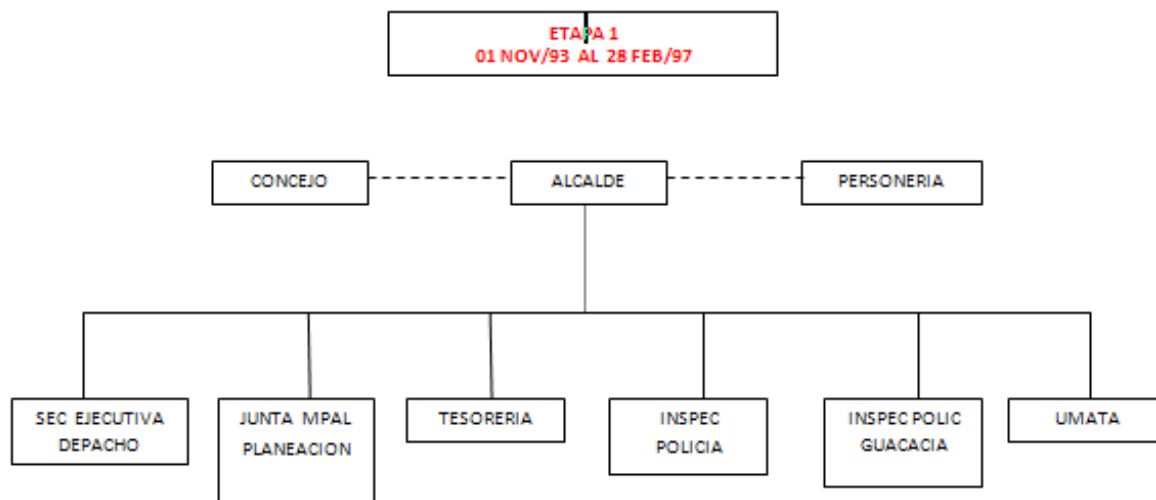 ETAPA 1
01 NOV/93 AL 28 FEB/97
CONCEJO
ALCALDE
PERSONERIA
SEC EJECUTIVA
DEPACHO
JUNTA MPAL
PLANEACION
TESORERIA
INSPEC
POLICIA
INSPEC POLIC
GUACACIA
UMATA